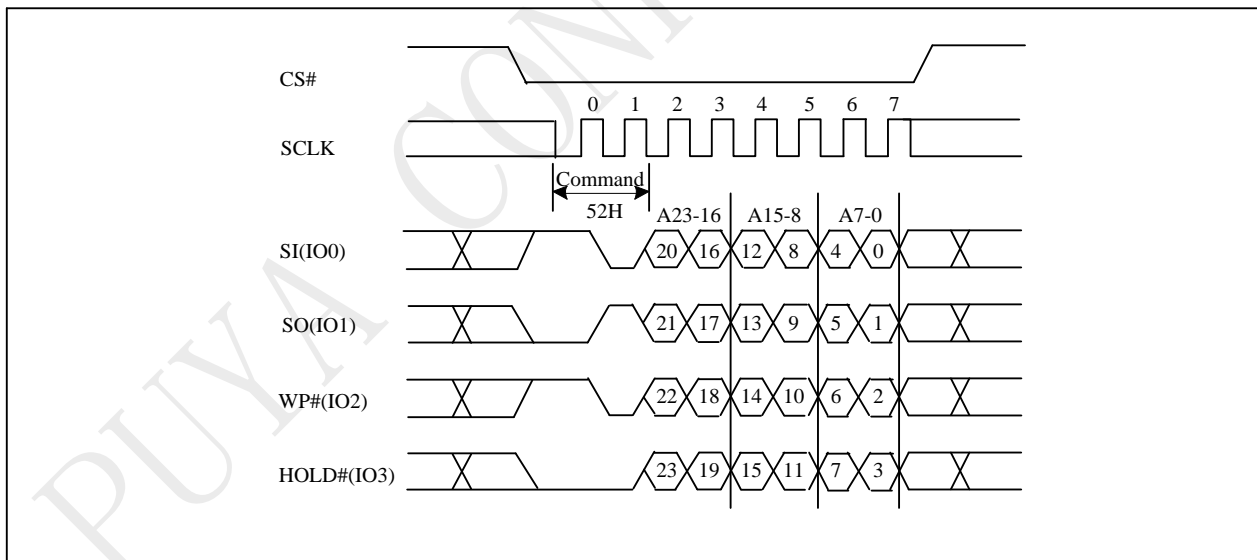 CS#
0 1 2 3 4 5 6 7
SCLK
Command
52H
A23-16 A15-8 A7-0
SI(IO0) 20 16 12 8 4 0
SO(IO1) 21 17 13 9 5 1
WP#(IO2) 22 18 14 10 6 2
HOLD#(IO3) 23 19 15 11 7 3
PUYA